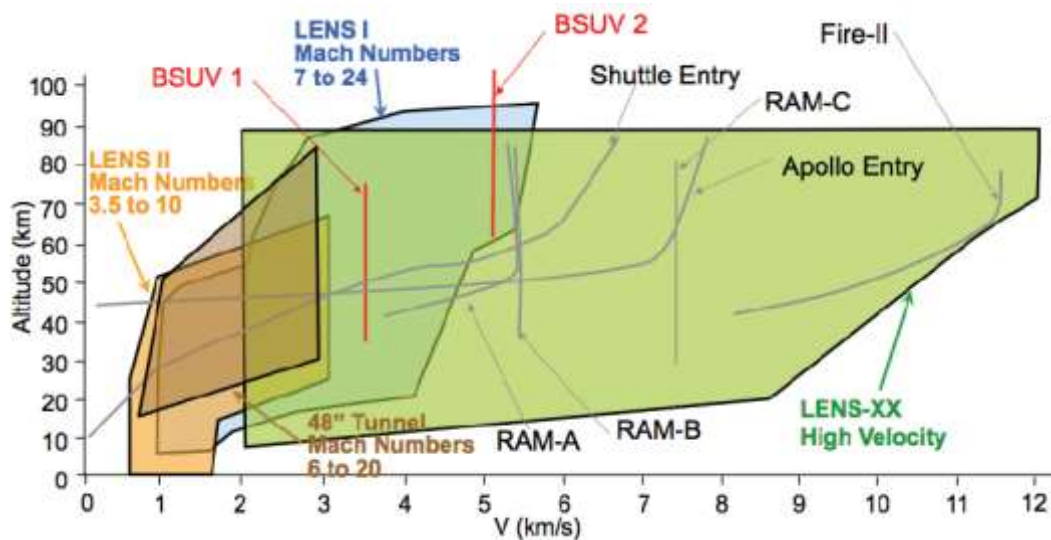 LENS I
Mach Numbers
7 to 24
BSUV 2
Fire-II
BSUV 1
Shuttle Entry
RAM-C
LENS II
Mach Numbers
3.5 to 10
Apollo Entry
Altitude (km)
100
90
80
70
60
50
40
30
20
10
0
48" Tunnel
Mach Numbers
6 to 20
RAM-A
RAM-B
LENS-XX
High Velocity
0 1 2 3 4 5 6 7 8 9 10 11 12
V (km/s)